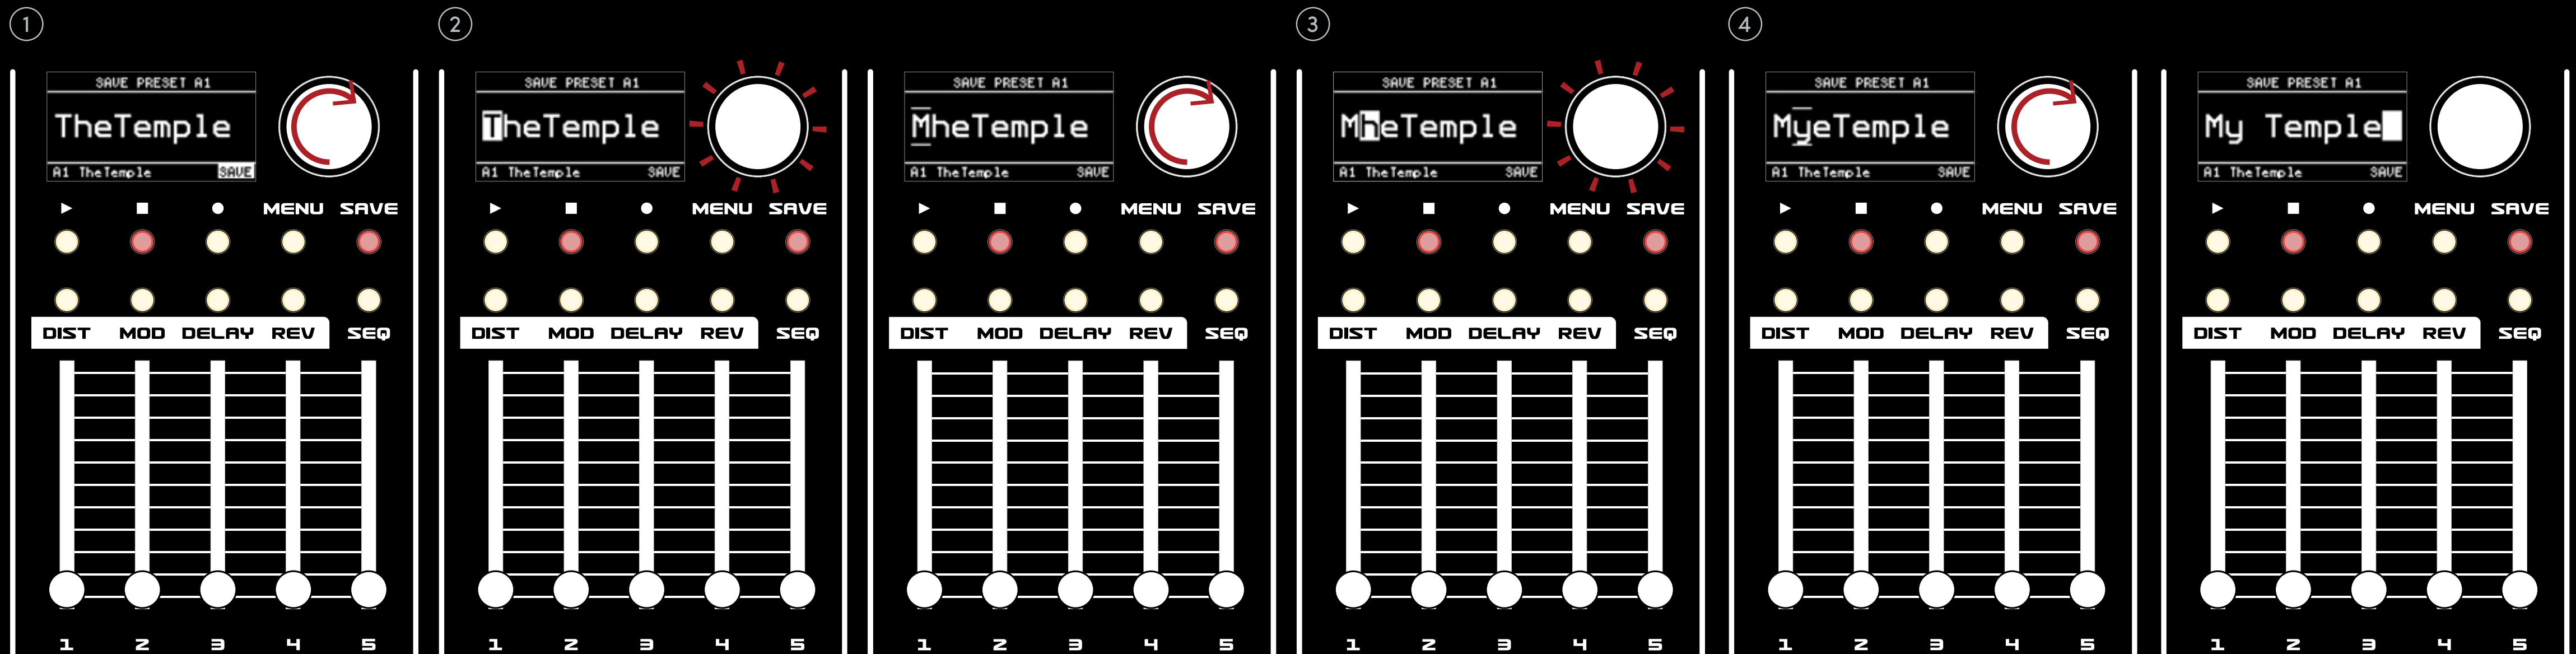 1
2
3
4
SAVE PRESET A1
TheTemple
A1 TheTemple SAVE
MENU SAVE
DIST MOD DELAY REV SEQ
1 2 3 4 5
SAVE PRESET A1
TheTemple
A1 TheTemple SAVE
MENU SAVE
DIST MOD DELAY REV SEQ
1 2 3 4 5
SAVE PRESET A1
MheTemple
A1 TheTemple SAVE
MENU SAVE
DIST MOD DELAY REV SEQ
1 2 3 4 5
SAVE PRESET A1
MheTemple
A1 TheTemple SAVE
MENU SAVE
DIST MOD DELAY REV SEQ
1 2 3 4 5
SAVE PRESET A1
MyeTemple
A1 TheTemple SAVE
MENU SAVE
DIST MOD DELAY REV SEQ
1 2 3 4 5
SAVE PRESET A1
My Temple
A1 TheTemple SAVE
MENU SAVE
DIST MOD DELAY REV SEQ
1 2 3 4 5